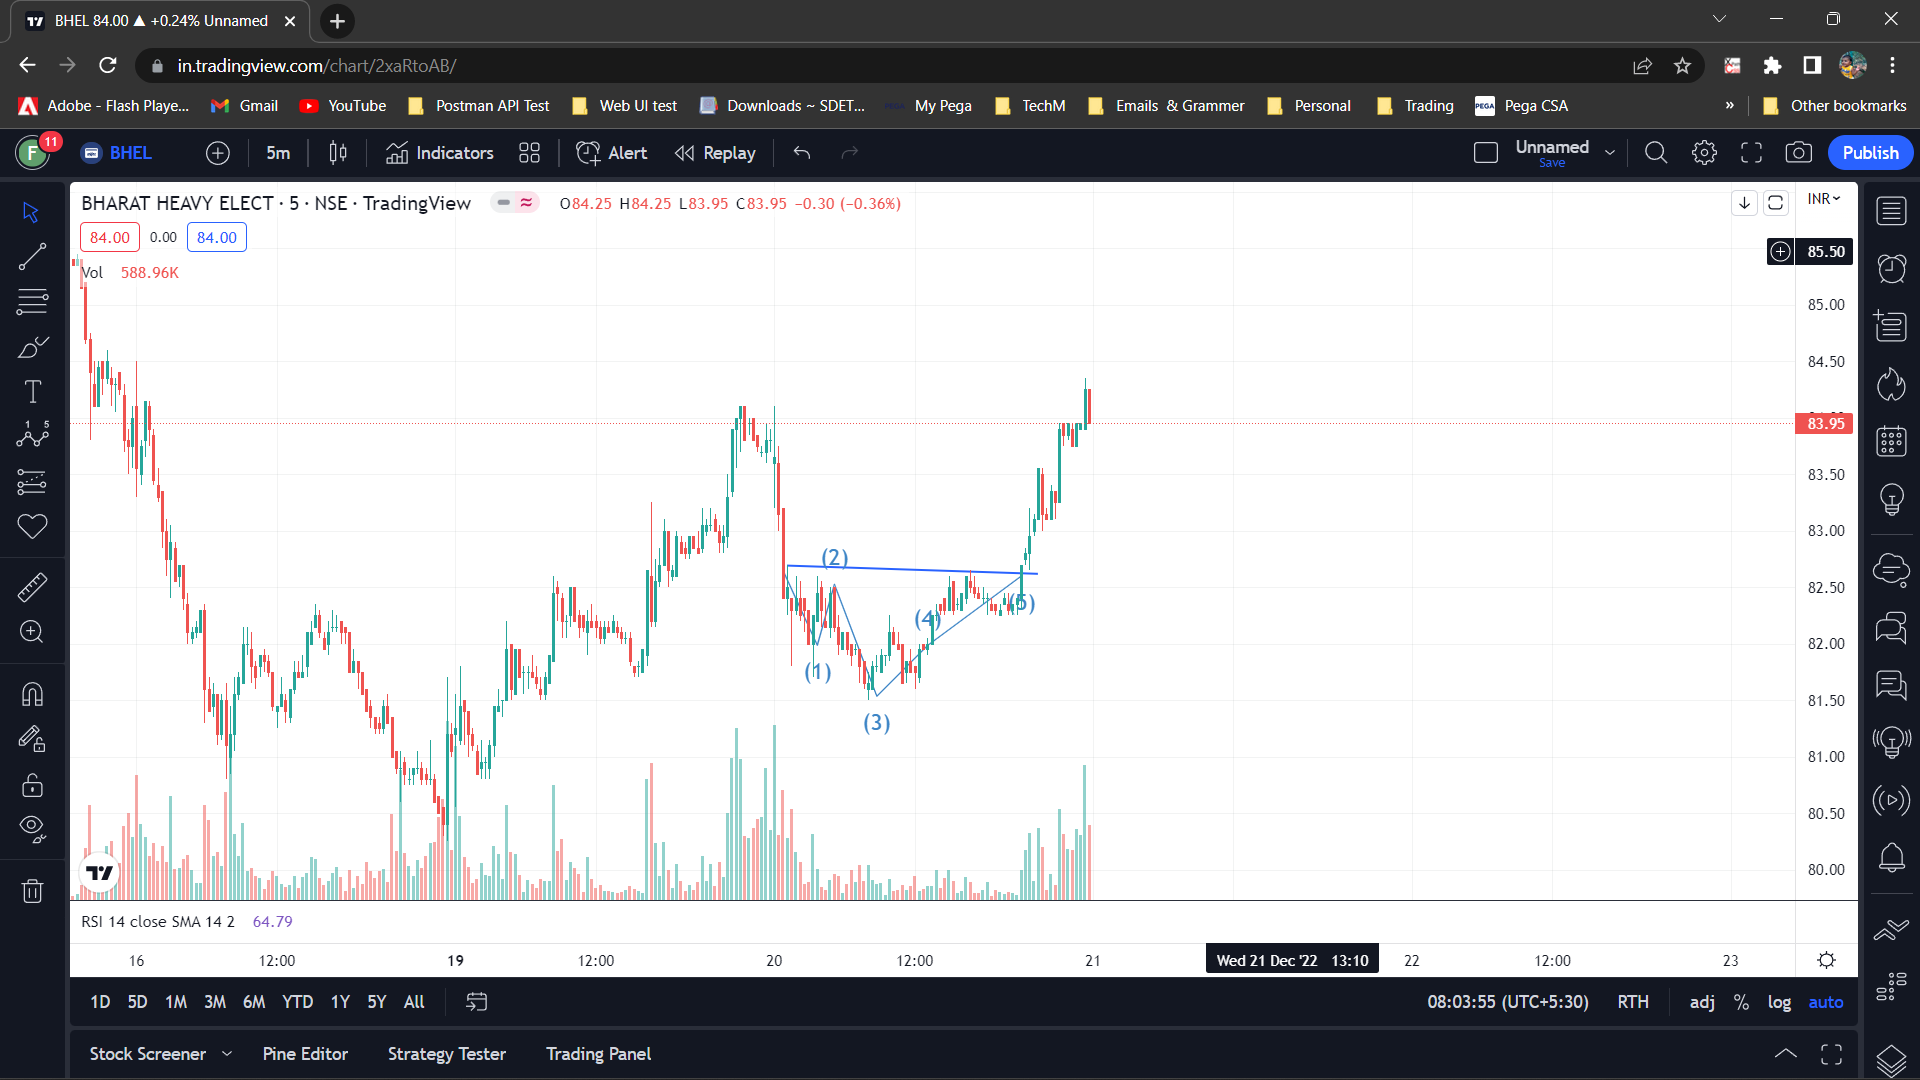 BHEL 84.00 ▲ +0.24% Unnamed
in.tradingview.com/chart/2xaRtoAB/
Adobe - Flash Playe... Gmail YouTube Postman API Test Web UI test Downloads ~ SDET... My Pega TechM Emails & Grammer Personal Trading PEGA Pega CSA » Other bookmarks
F 11 BHEL 5m Indicators Alert Replay Unnamed Publish
Save
BHARAT HEAVY ELECT · 5 · NSE · TradingView O84.25 H84.25 L83.95 C83.95 −0.30 (−0.36%) INR
84.00 0.00 84.00
Vol 588.96K
85.50
85.00
84.50
83.95
83.50
83.00
82.50
82.00
81.50
81.00
80.50
80.00
(2)
(4)
(5)
(1)
(3)
RSI 14 close SMA 14 2 64.79
16 12:00 19 12:00 20 12:00 21 Wed 21 Dec '22 13:10 22 12:00 23
1D 5D 1M 3M 6M YTD 1Y 5Y All 08:03:55 (UTC+5:30) RTH adj % log auto
Stock Screener Pine Editor Strategy Tester Trading Panel